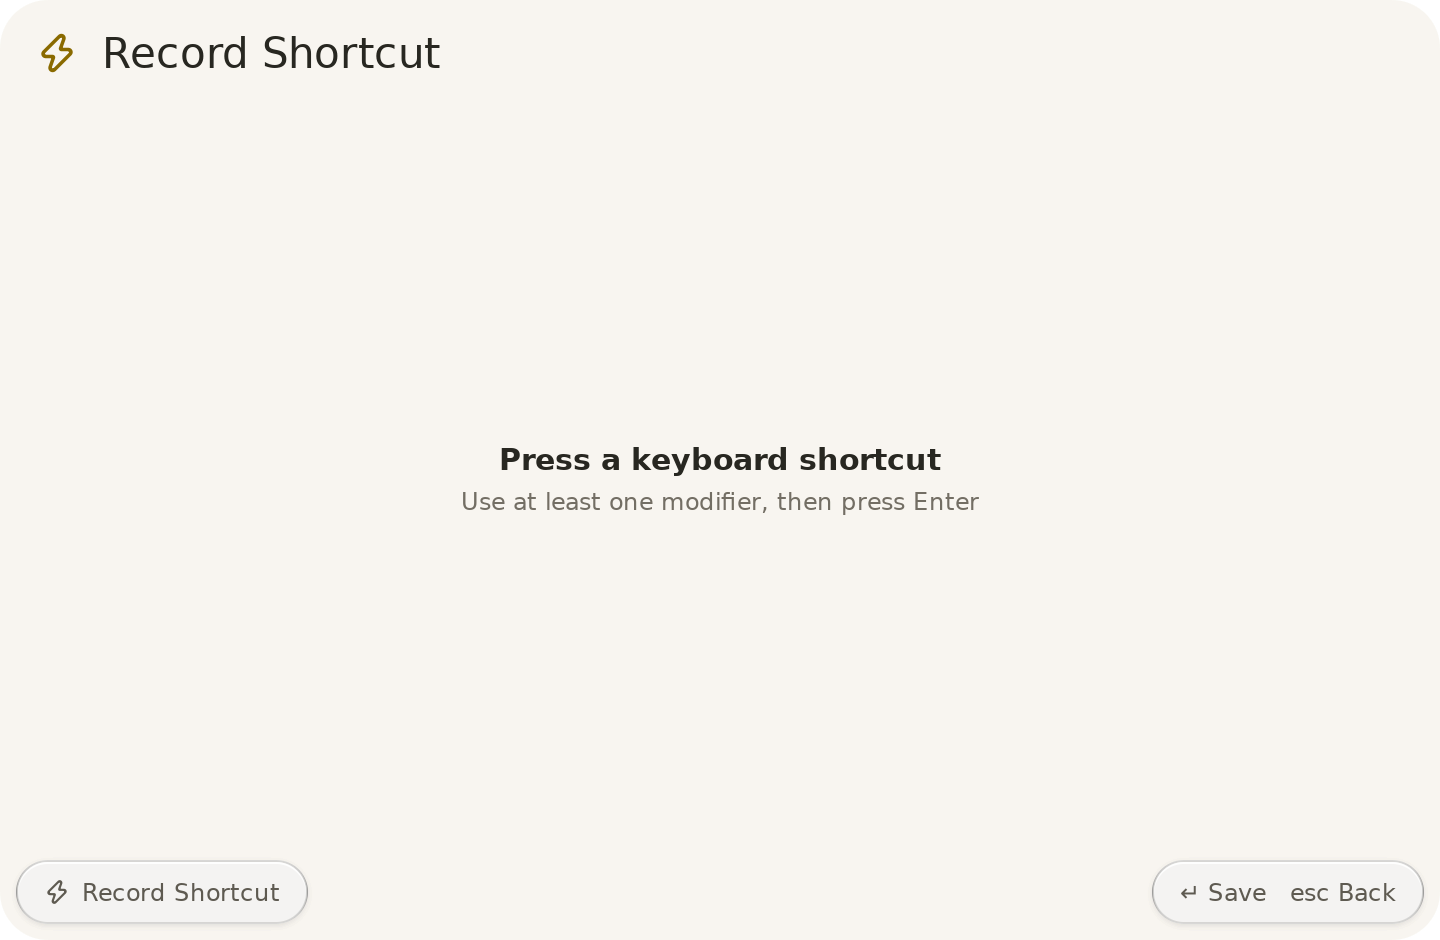 Record Shortcut
Press a keyboard shortcut
Use at least one modifier, then press Enter
Record Shortcut
↵ Save esc Back